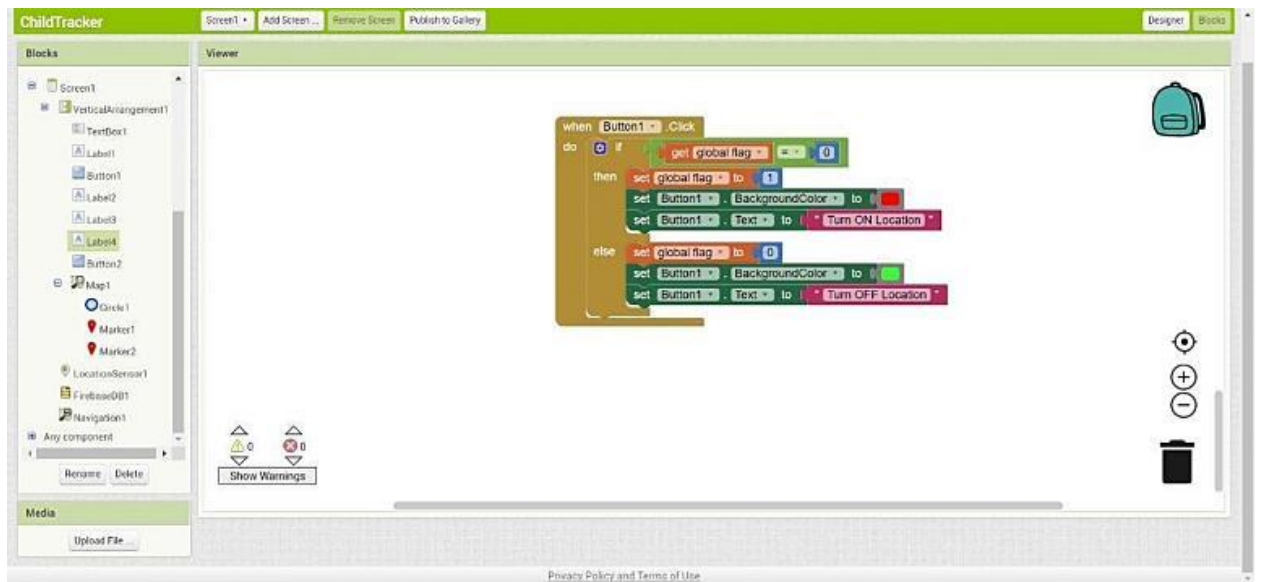 ChildTracker
Screen1 Add Screen ... Remove Screen Publish to Gallery Designer Blocks
Blocks
Viewer
Screen1
VerticalArrangement1
TextBox1
Label1
Button1
Label2
Label3
Label4
Button2
Map1
Circle1
Marker1
Marker2
LocationSensor1
FirebaseDB1
Navigation1
Any component
Rename Delete
Media
Upload File ...
when Button1 .Click
do if get global flag = 0
then set global flag to 1
set Button1 . BackgroundColor to
set Button1 . Text to " Turn ON Location "
else set global flag to 0
set Button1 . BackgroundColor to
set Button1 . Text to " Turn OFF Location "
0 0
Show Warnings
Privacy Policy and Terms of Use